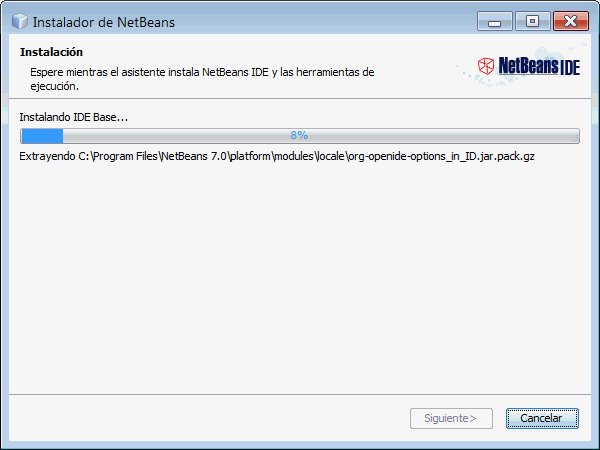 Instalador de NetBeans
Instalación
Espere mientras el asistente instala NetBeans IDE y las herramientas de
ejecución.
NetBeans IDE
Instalando IDE Base...
8%
Extrayendo C:\Program Files\NetBeans 7.0\platform\modules\locale\org-openide-options_in_ID.jar.pack.gz
Siguiente>
Cancelar